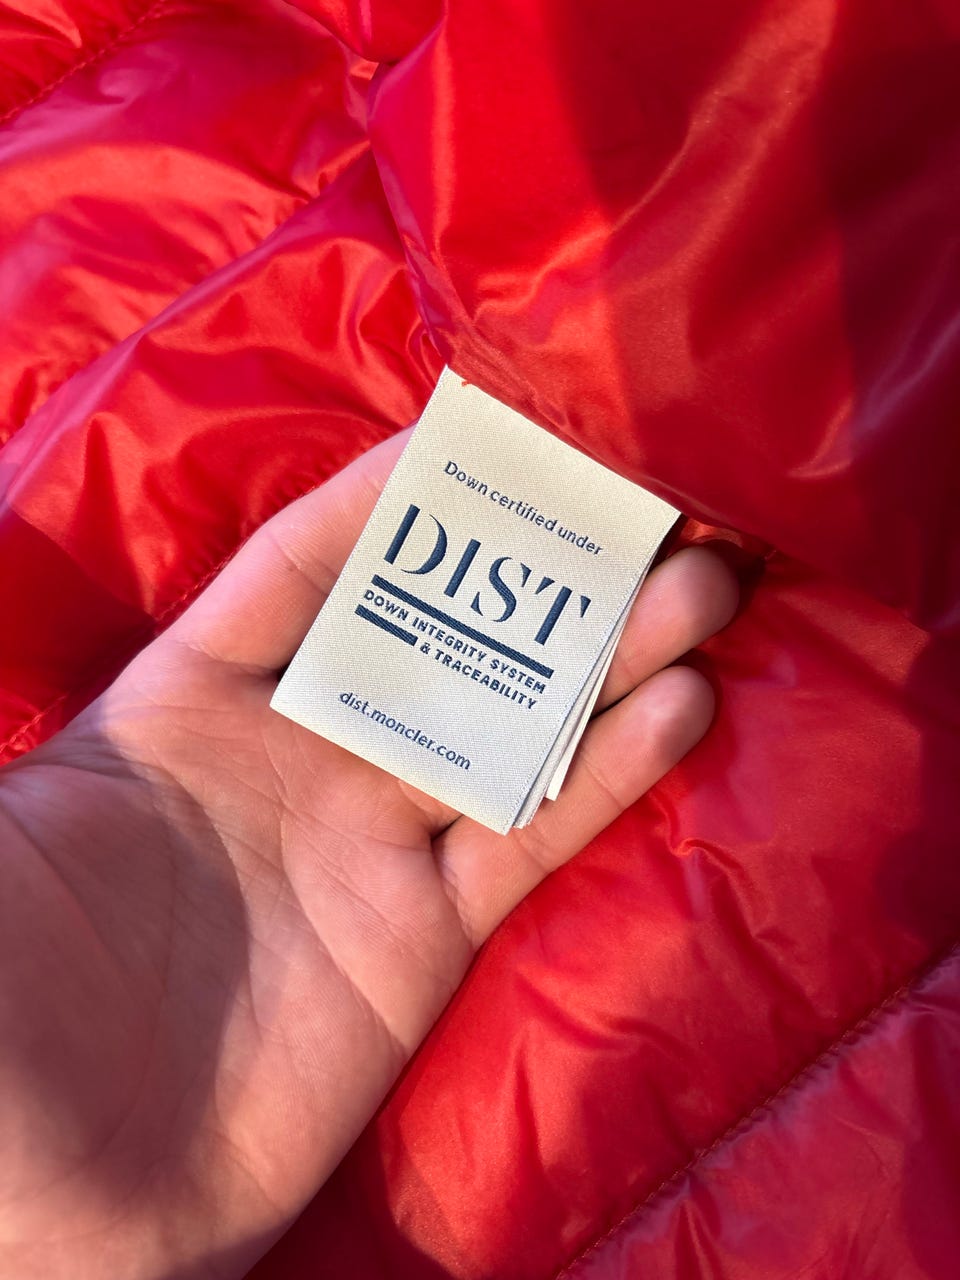 Down certified under
DIST
DOWN INTEGRITY SYSTEM
& TRACEABILITY
dist.moncler.com